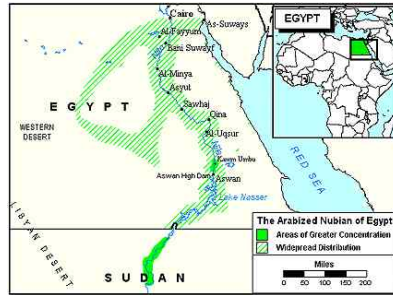 EGYPT
Cairo
As-Suways
Al-Fayyum
Bani Suwayf
Al-Minya
Asyut
EGYPT
Sawhaj
Qina
WESTERN
DESERT
Al-Uqsur
RED SEA
Kawm Umbu
Aswan High Dam
Aswan
Lake Nasser
LIBYAN DESERT
SUDAN
The Arabized Nubian of Egypt
Areas of Greater Concentration
Widepread Distribution
Miles
0 50 100 150 200